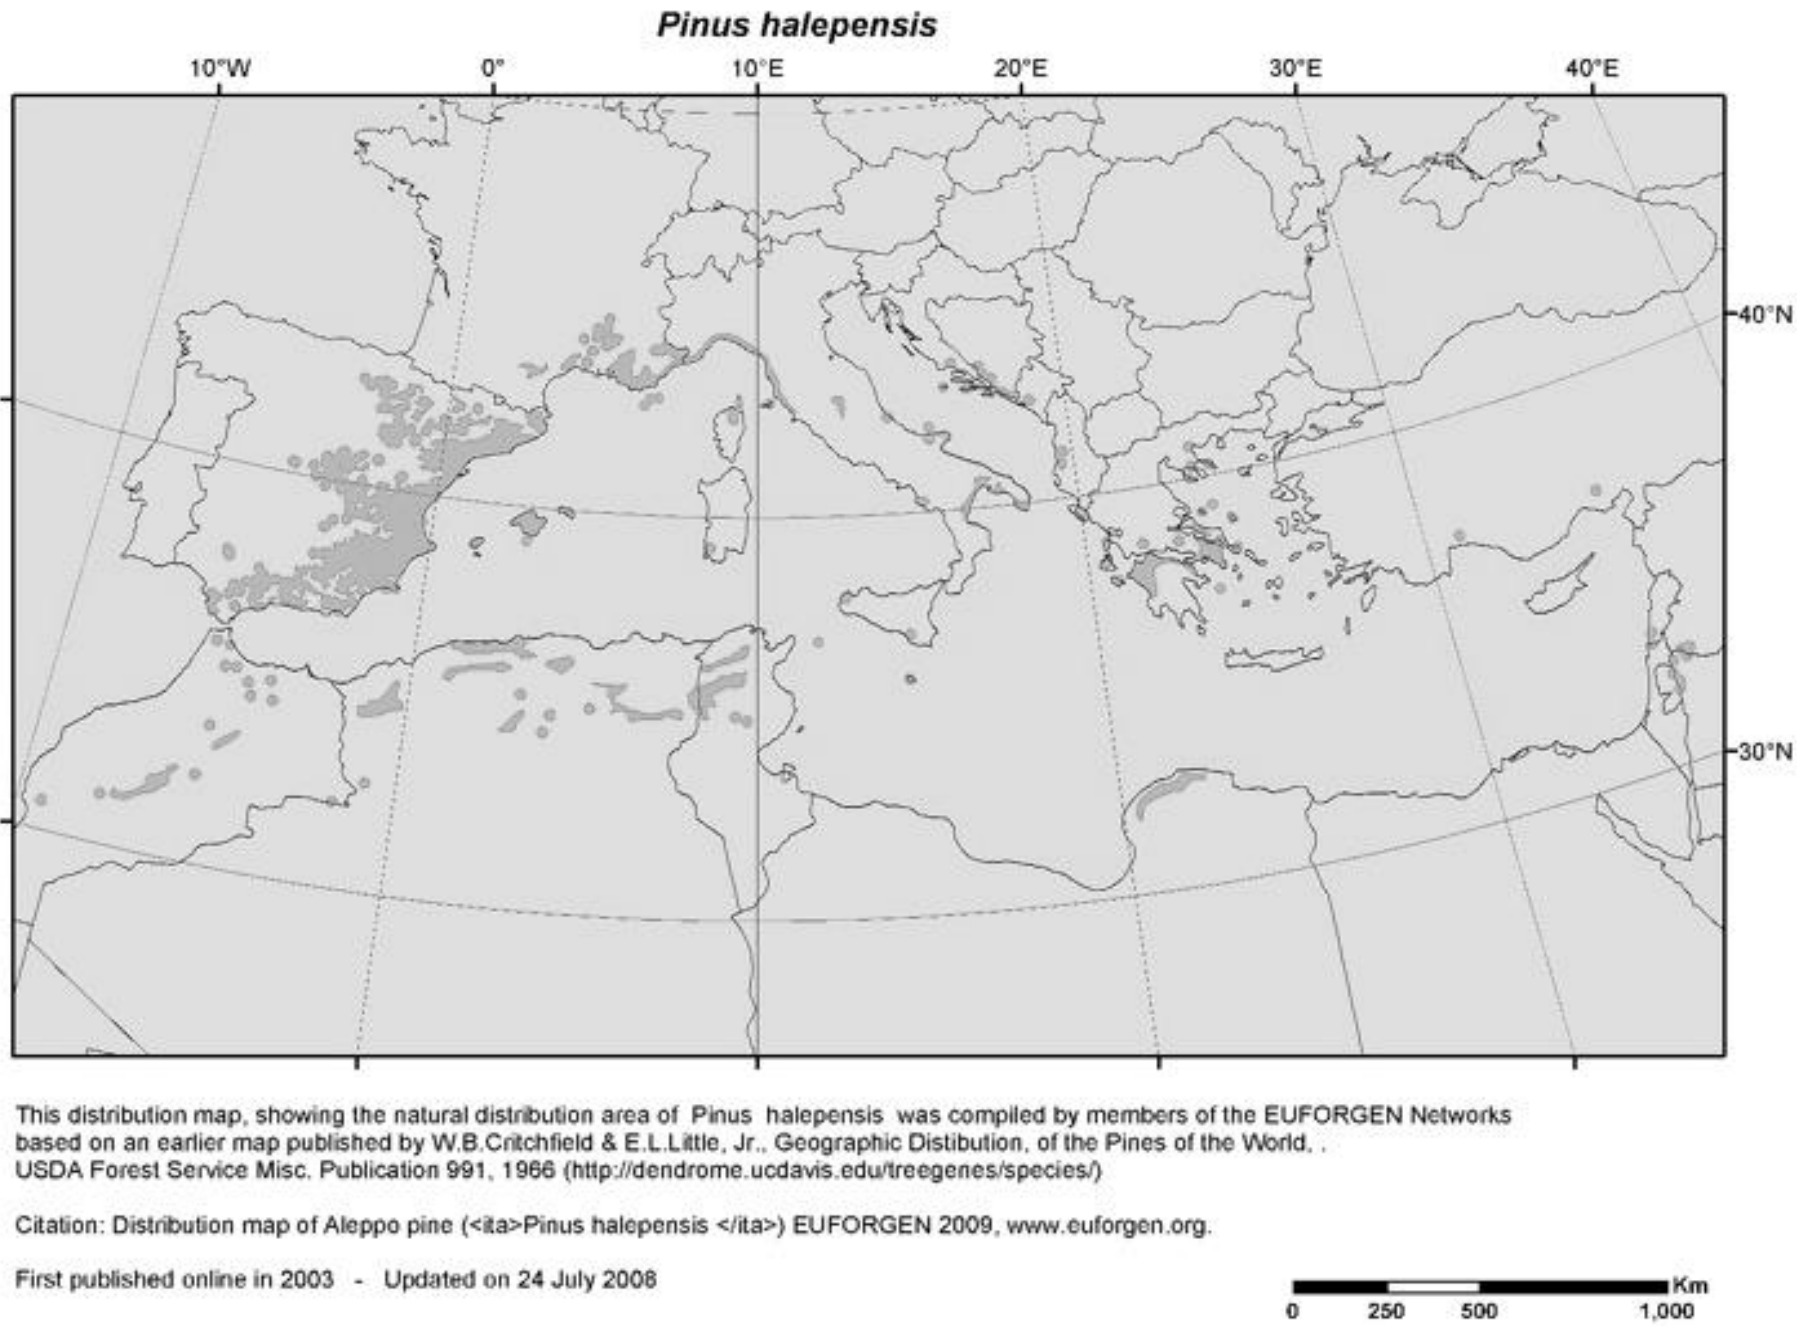 Pinus halepensis
10°W 0° 10°E 20°E 30°E 40°E
40°N
30°N
This distribution map, showing the natural distribution area of Pinus halepensis was compiled by members of the EUFORGEN Networks
based on an earlier map published by W.B.Critchfield & E.L.Little, Jr., Geographic Distibution, of the Pines of the World, .
USDA Forest Service Misc. Publication 991, 1966 (http://dendrome.ucdavis.edu/treegenes/species/)
Citation: Distribution map of Aleppo pine (<ita>Pinus halepensis </ita>) EUFORGEN 2009, www.euforgen.org.
First published online in 2003 - Updated on 24 July 2008
Km
0 250 500 1,000